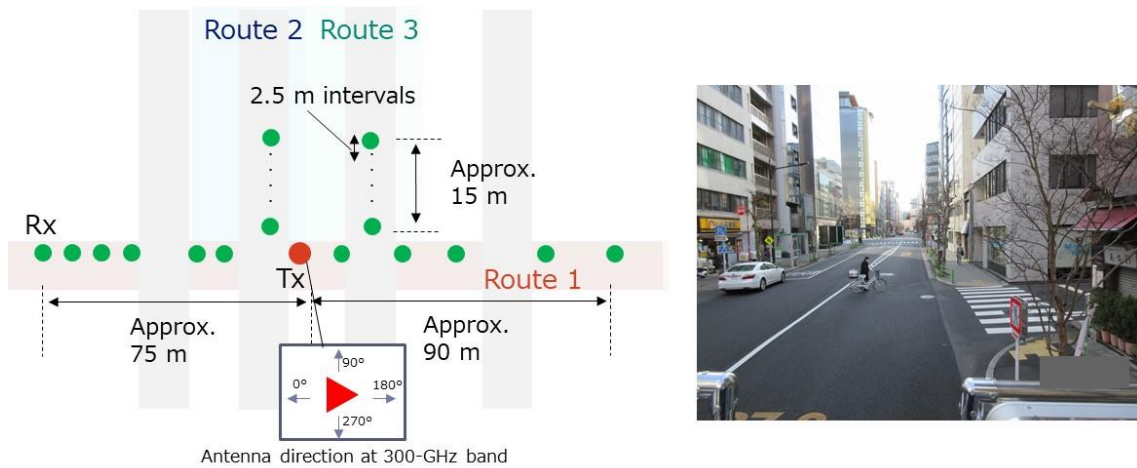 Route 2
Route 3
2.5 m intervals
Approx.
15 m
Rx
Tx
Route 1
Approx.
75 m
Approx.
90 m
90°
0°
180°
270°
Antenna direction at 300-GHz band